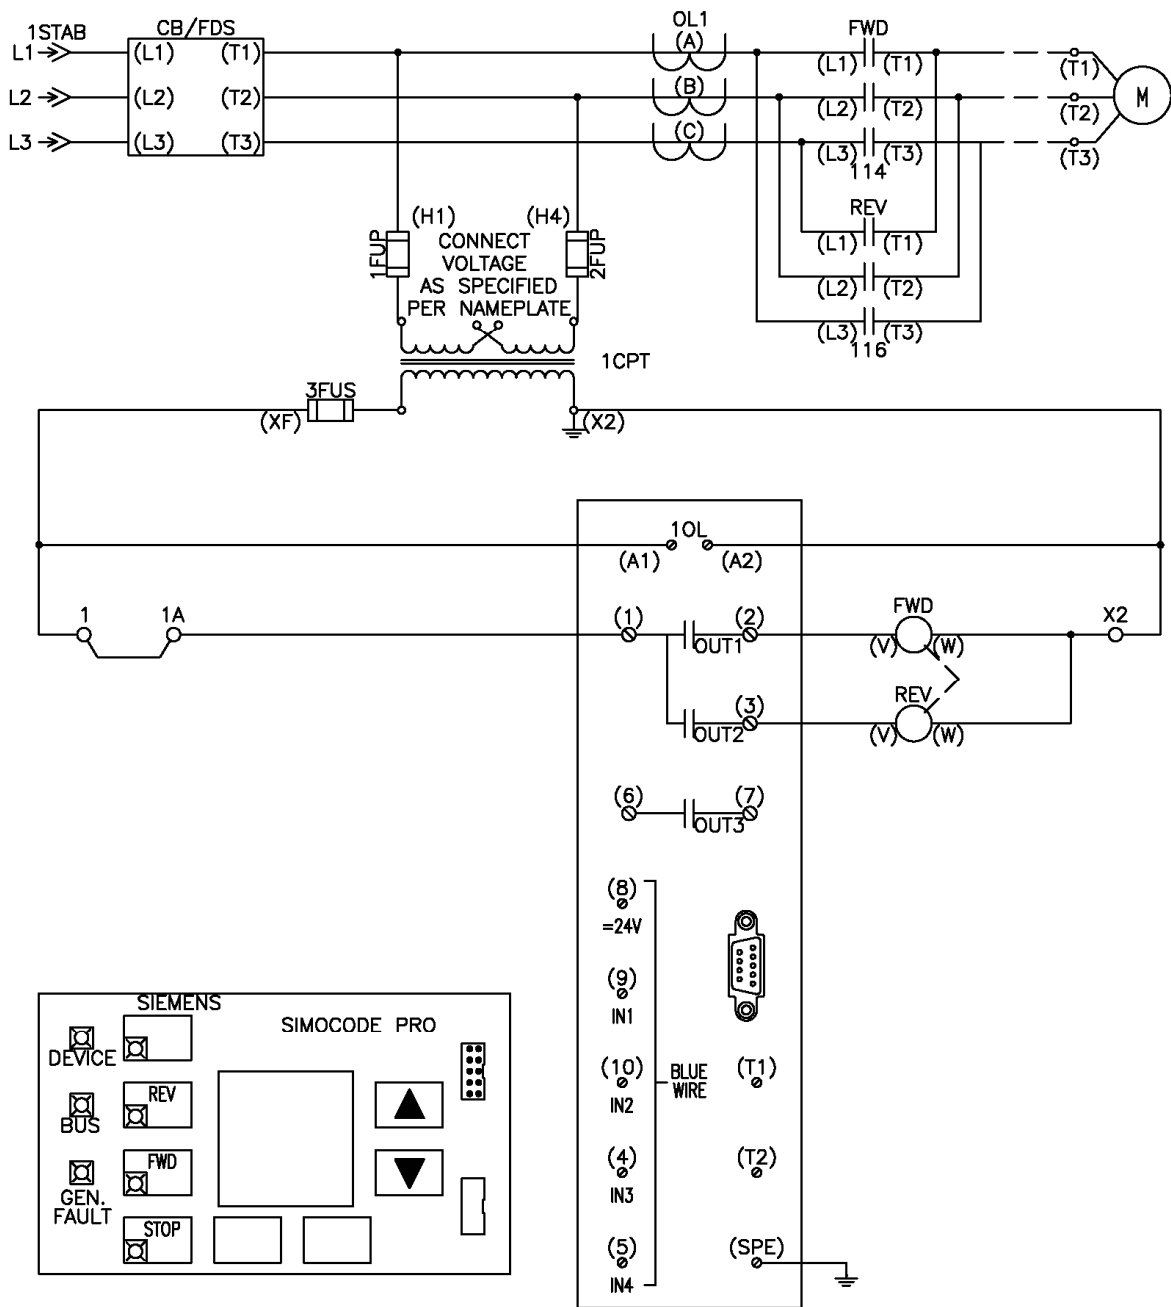 1STAB CB/FDS OL1 FWD
L1 (L1) (T1) (A) (L1) (T1) (T1)
L2 (L2) (T2) (B) (L2) (T2) (T2) M
L3 (L3) (T3) (C) (L3) (T3) (T3)
114
REV
(L1) (T1)
(L2) (T2)
(L3) (T3)
116
(H1) (H4)
1FUP
2FUP
CONNECT
VOLTAGE
AS SPECIFIED
PER NAMEPLATE
1CPT
3FUS
(XF) (X2)
1OL
(A1) (A2)
1 1A (1) (2) FWD X2
OUT1 (V) (W)
(3) REV
OUT2 (V) (W)
(6) (7)
OUT3
(8)
=24V
(9)
IN1
(10) (T1)
IN2
BLUE
WIRE
(4) (T2)
IN3
(5) (SPE)
IN4
SIEMENS
SIMOCODE PRO
DEVICE
REV
BUS
FWD
GEN.
FAULT
STOP